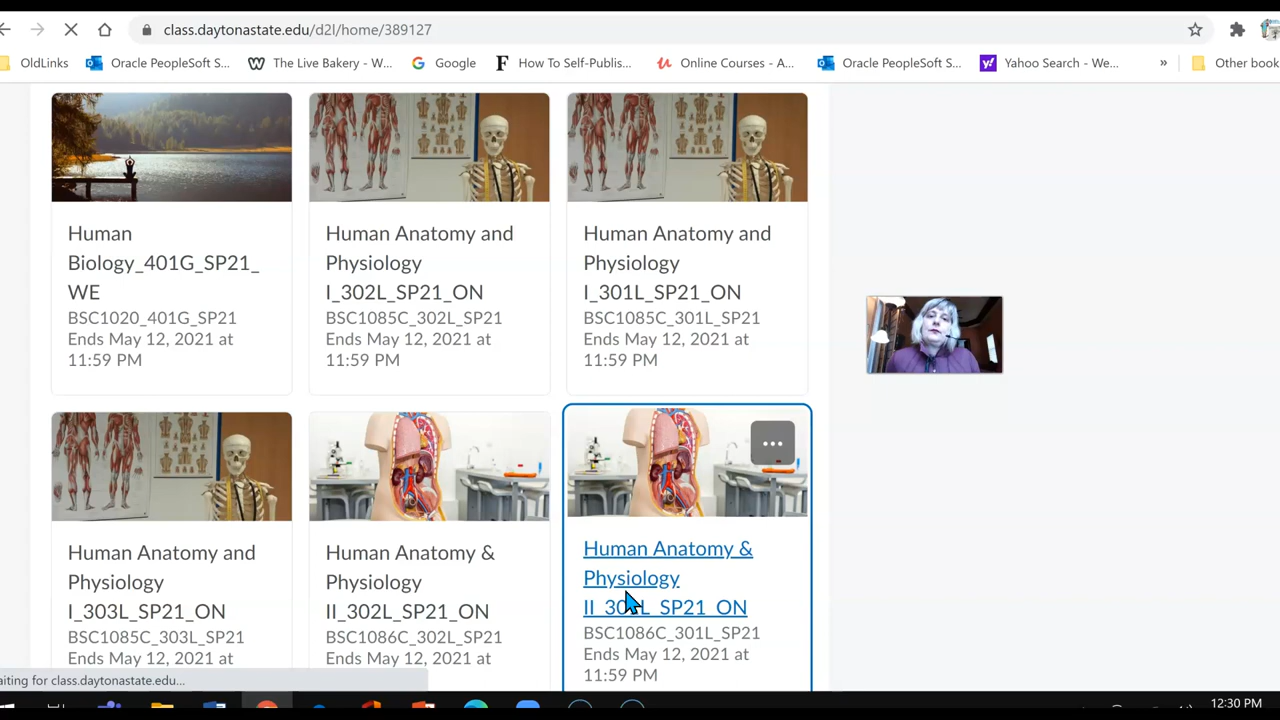 class.daytonastate.edu/d2l/home/389127
OldLinks Oracle PeopleSoft S... The Live Bakery - W... Google How To Self-Publis... Online Courses - A... Oracle PeopleSoft S... Yahoo Search - We... » Other book
Human
Biology_401G_SP21_
WE
BSC1020_401G_SP21
Ends May 12, 2021 at
11:59 PM
Human Anatomy and
Physiology
I_302L_SP21_ON
BSC1085C_302L_SP21
Ends May 12, 2021 at
11:59 PM
Human Anatomy and
Physiology
I_301L_SP21_ON
BSC1085C_301L_SP21
Ends May 12, 2021 at
11:59 PM
Human Anatomy and
Physiology
I_303L_SP21_ON
BSC1085C_303L_SP21
Ends May 12, 2021 at
Human Anatomy &
Physiology
II_302L_SP21_ON
BSC1086C_302L_SP21
Ends May 12, 2021 at
Human Anatomy &
Physiology
II_301L_SP21_ON
BSC1086C_301L_SP21
Ends May 12, 2021 at
11:59 PM
aiting for class.daytonastate.edu...
12:30 PM